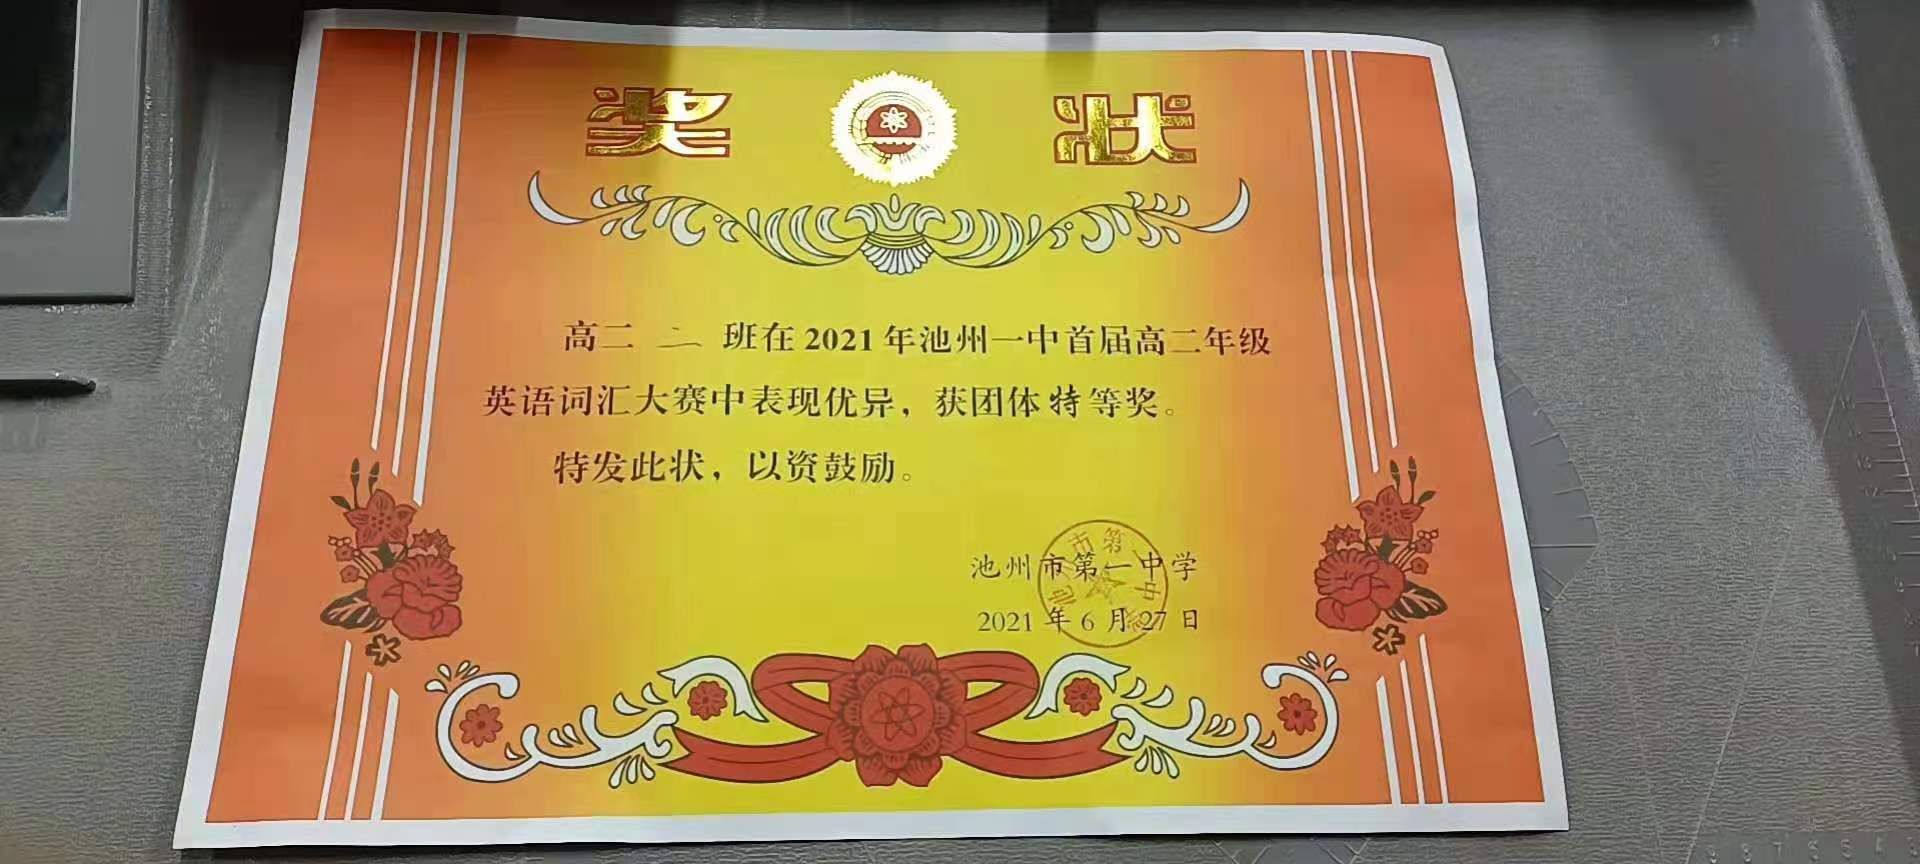 奖状
高二 二 班在2021年池州一中首届高二年级
英语词汇大赛中表现优异，获团体特等奖。
特发此状，以资鼓励。
池州市第一中学
2021年6月27日